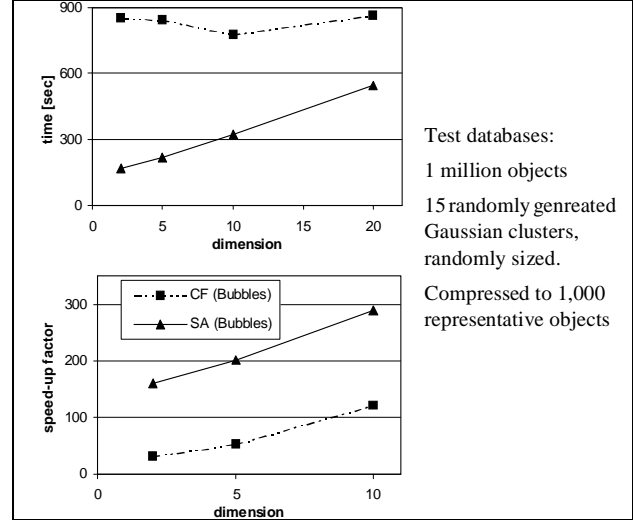 900
600
300
0
time [sec]
0 5 10 15 20
dimension
CF (Bubbles)
SA (Bubbles)
300
200
100
0
speed-up factor
0 5 10
dimension
Test databases:
1 million objects
15 randomly genreated
Gaussian clusters,
randomly sized.
Compressed to 1,000
representative objects